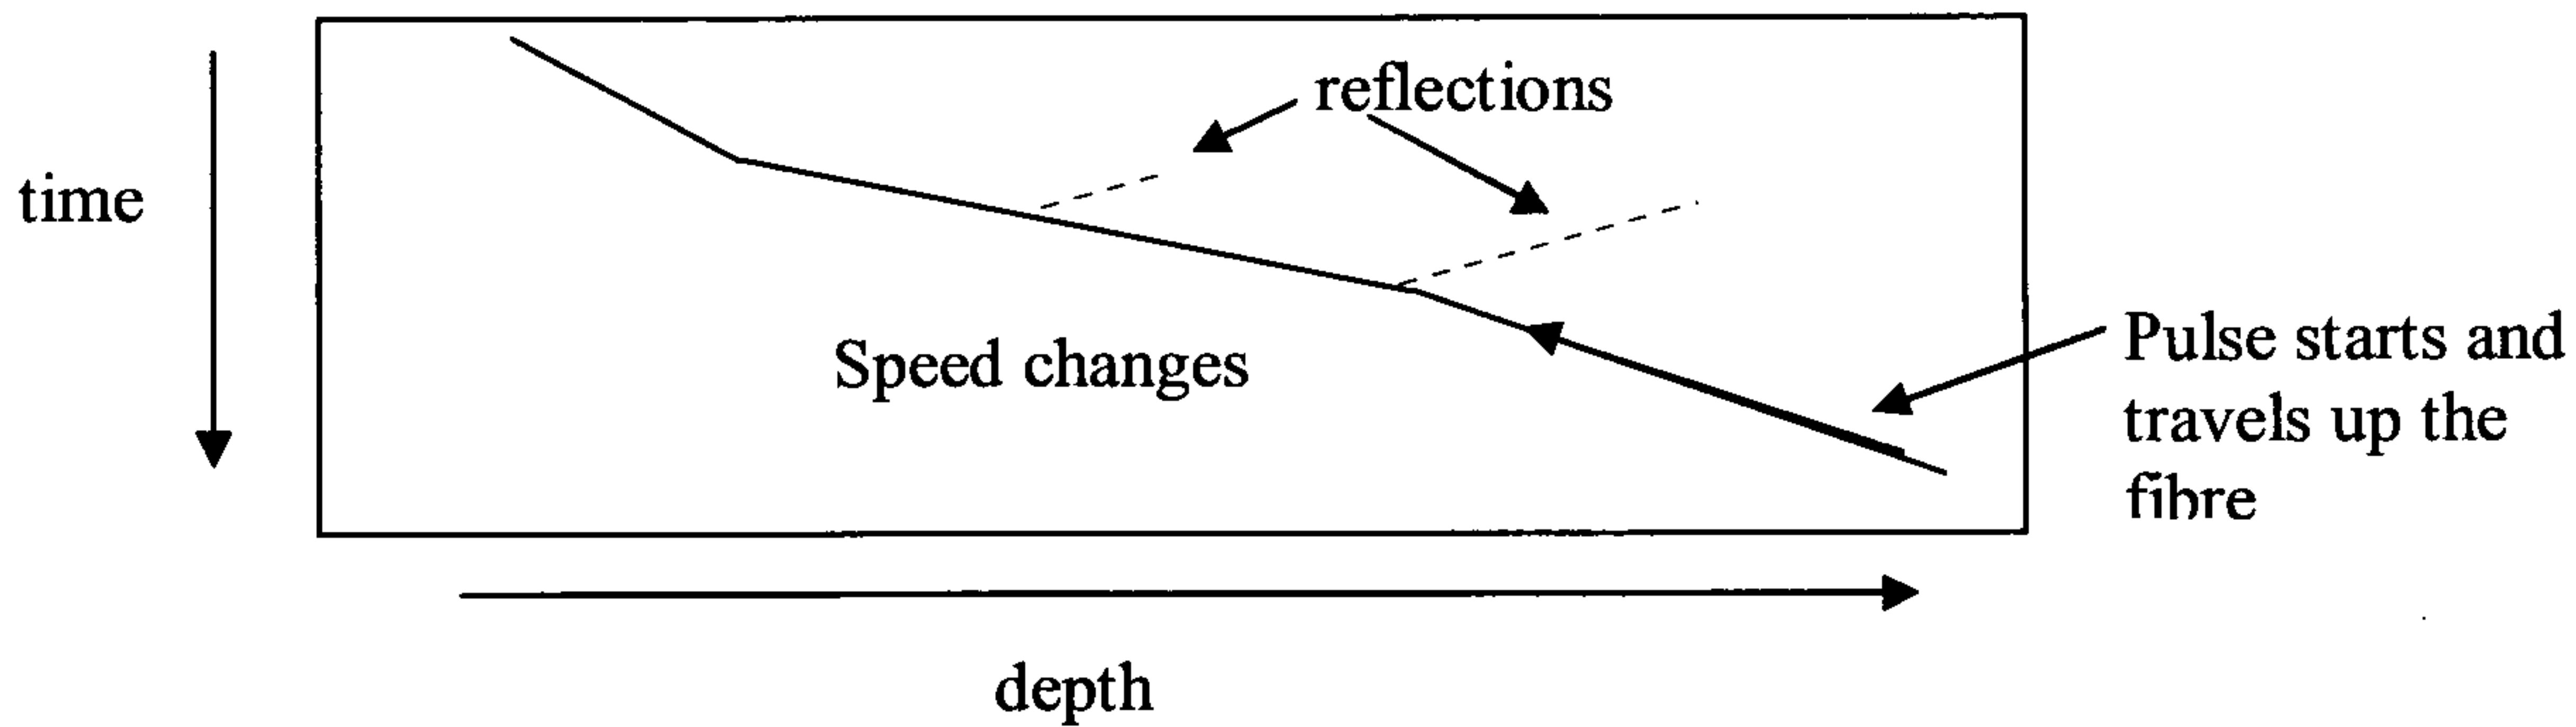 reflections
time
Speed changes
Pulse starts and
travels up the
fibre
depth